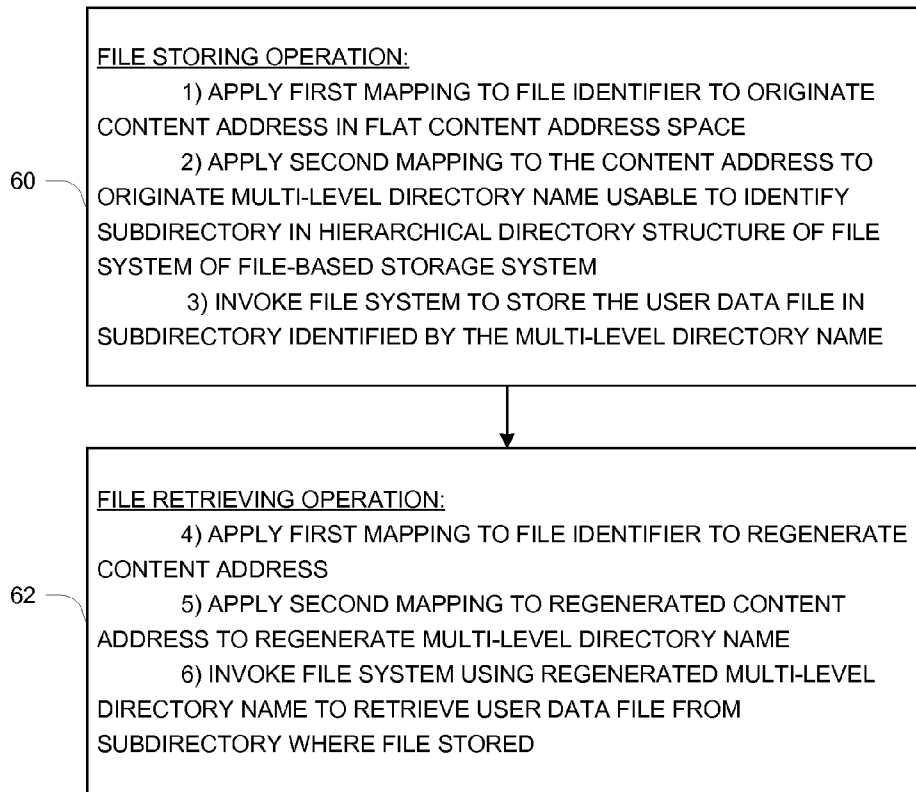 FILE STORING OPERATION:
1) APPLY FIRST MAPPING TO FILE IDENTIFIER TO ORIGINATE
CONTENT ADDRESS IN FLAT CONTENT ADDRESS SPACE
2) APPLY SECOND MAPPING TO THE CONTENT ADDRESS TO
ORIGINATE MULTI-LEVEL DIRECTORY NAME USABLE TO IDENTIFY
SUBDIRECTORY IN HIERARCHICAL DIRECTORY STRUCTURE OF FILE
SYSTEM OF FILE-BASED STORAGE SYSTEM
3) INVOKE FILE SYSTEM TO STORE THE USER DATA FILE IN
SUBDIRECTORY IDENTIFIED BY THE MULTI-LEVEL DIRECTORY NAME
60
FILE RETRIEVING OPERATION:
4) APPLY FIRST MAPPING TO FILE IDENTIFIER TO REGENERATE
CONTENT ADDRESS
5) APPLY SECOND MAPPING TO REGENERATED CONTENT
ADDRESS TO REGENERATE MULTI-LEVEL DIRECTORY NAME
6) INVOKE FILE SYSTEM USING REGENERATED MULTI-LEVEL
DIRECTORY NAME TO RETRIEVE USER DATA FILE FROM
SUBDIRECTORY WHERE FILE STORED
62